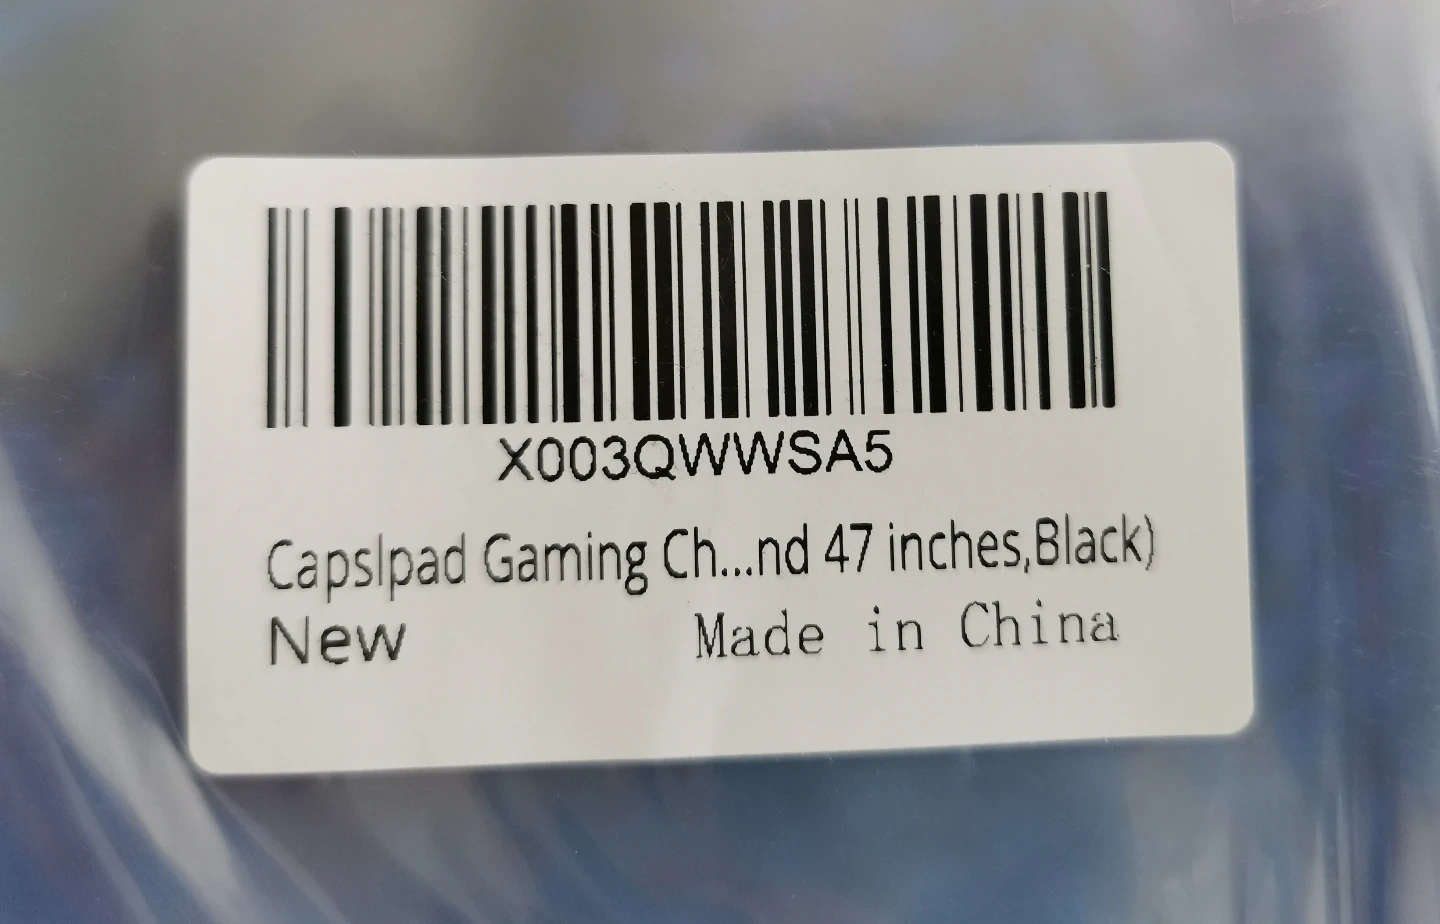 X003QWWSA5
Capslpad Gaming Ch...nd 47 inches,Black)
New Made in China